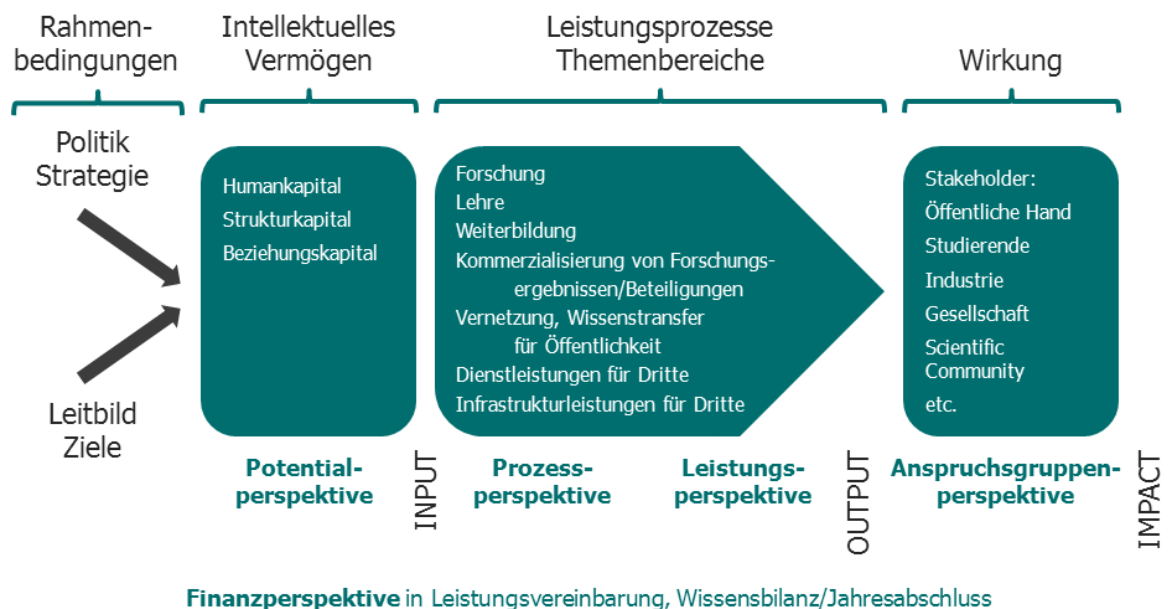 Rahmen-
bedingungen
Intellektuelles
Vermögen
Leistungsprozesse
Themenbereiche
Wirkung
Politik
Strategie
Leitbild
Ziele
Humankapital
Strukturkapital
Beziehungskapital
Forschung
Lehre
Weiterbildung
Kommerzialisierung von Forschungs-
ergebnissen/Beteiligungen
Vernetzung, Wissenstransfer
für Öffentlichkeit
Dienstleistungen für Dritte
Infrastrukturleistungen für Dritte
Stakeholder:
Öffentliche Hand
Studierende
Industrie
Gesellschaft
Scientific
Community
etc.
Potential-
perspektive
INPUT
Prozess-
perspektive
Leistungs-
perspektive
OUTPUT
Anspruchsgruppen-
perspektive
IMPACT
Finanzperspektive in Leistungsvereinbarung, Wissensbilanz/Jahresabschluss